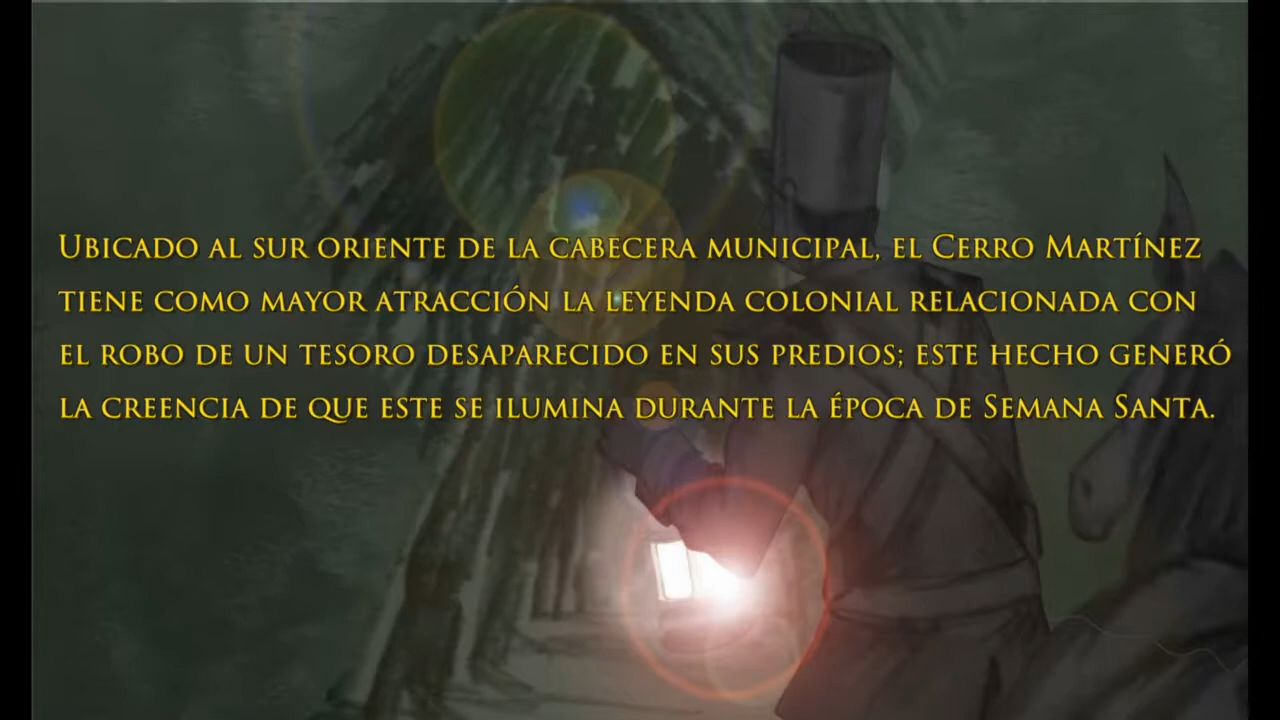 Ubicado al sur oriente de la cabecera municipal, el Cerro Martínez
tiene como mayor atracción la leyenda colonial relacionada con
el robo de un tesoro desaparecido en sus predios; este hecho generó
la creencia de que este se ilumina durante la época de Semana Santa.